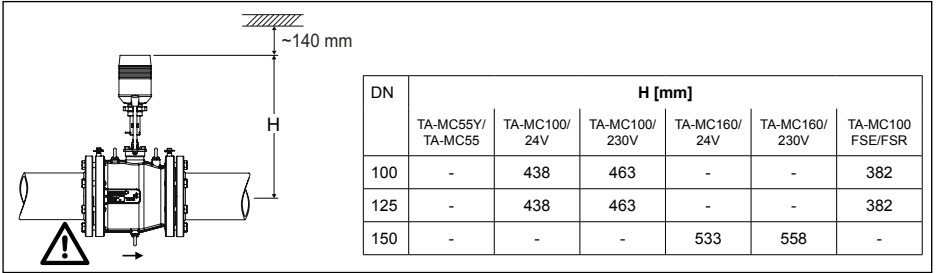 ~140 mm
H
DN H [mm]
TA-MC55Y/ TA-MC100/ TA-MC100/ TA-MC160/ TA-MC160/ TA-MC100
TA-MC55 24V 230V 24V 230V FSE/FSR
100 - 438 463 - - 382
125 - 438 463 - - 382
150 - - - 533 558 -